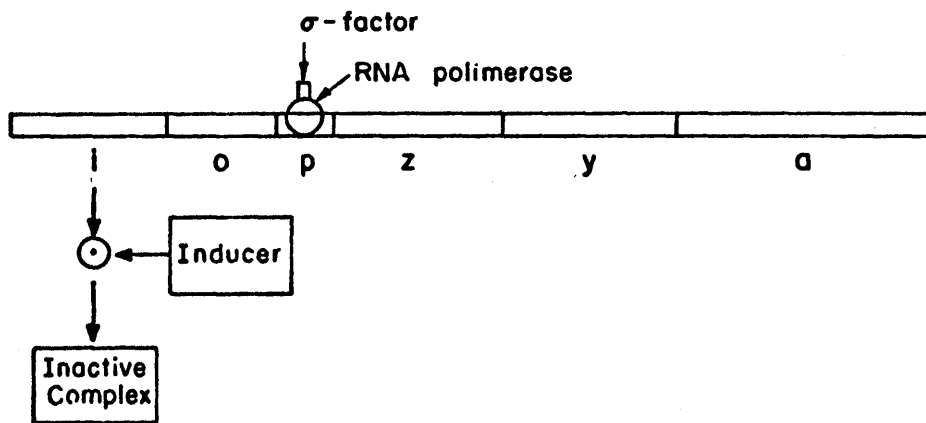 σ-factor
RNA polimerase
i o p z y a
Inducer
Inactive
Complex